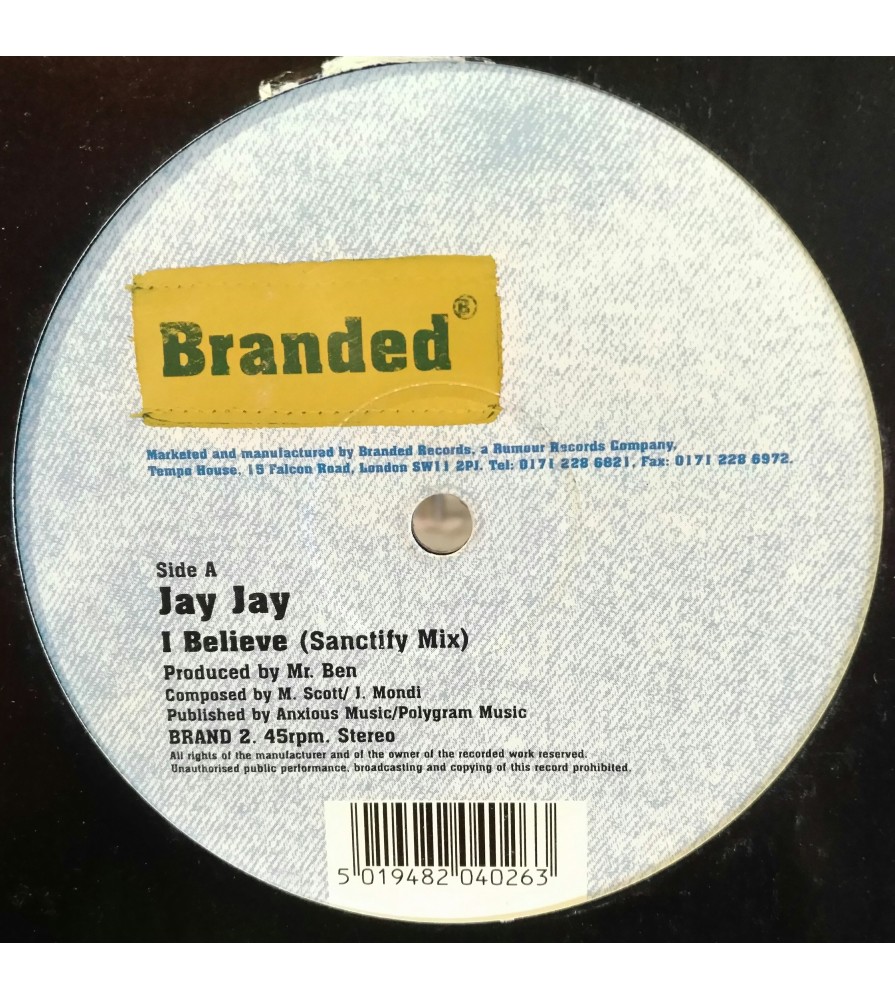 Branded®
Marketed and manufactured by Branded Records, a Rumour Records Company,
Tempo House, 15 Falcon Road, London SW11 2PJ. Tel: 0171 228 6821, Fax: 0171 228 6972.
Side A
Jay Jay
I Believe (Sanctify Mix)
Produced by Mr. Ben
Composed by M. Scott/ J. Mondi
Published by Anxious Music/Polygram Music
BRAND 2. 45rpm. Stereo
All rights of the manufacturer and of the owner of the recorded work reserved.
Unauthorised public performance, broadcasting and copying of this record prohibited.
5 019482 040263